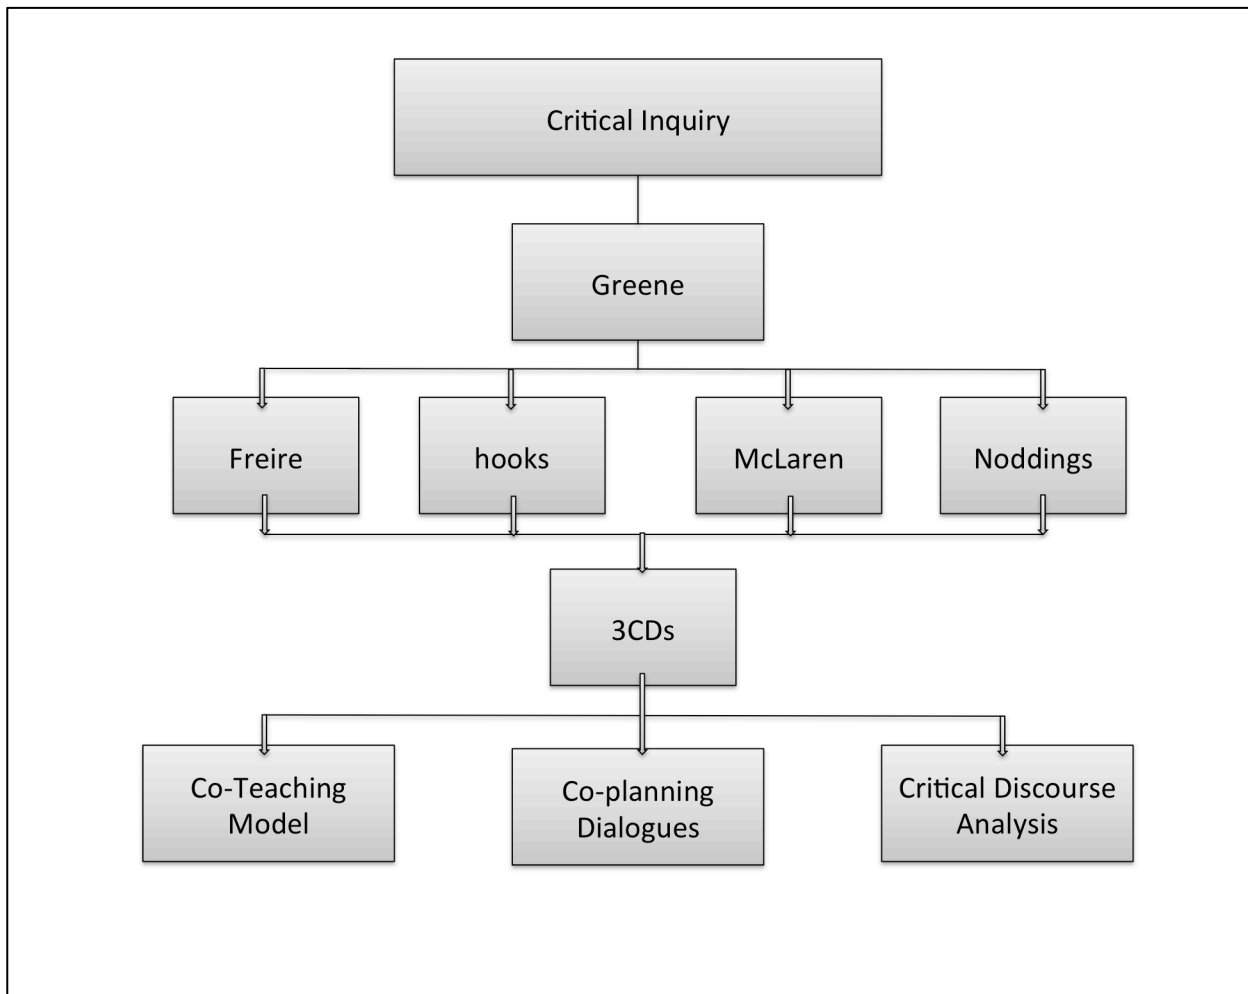 Critical Inquiry
Greene
Freire
hooks
McLaren
Noddings
3CDs
Co-Teaching
Model
Co-planning
Dialogues
Critical Discourse
Analysis